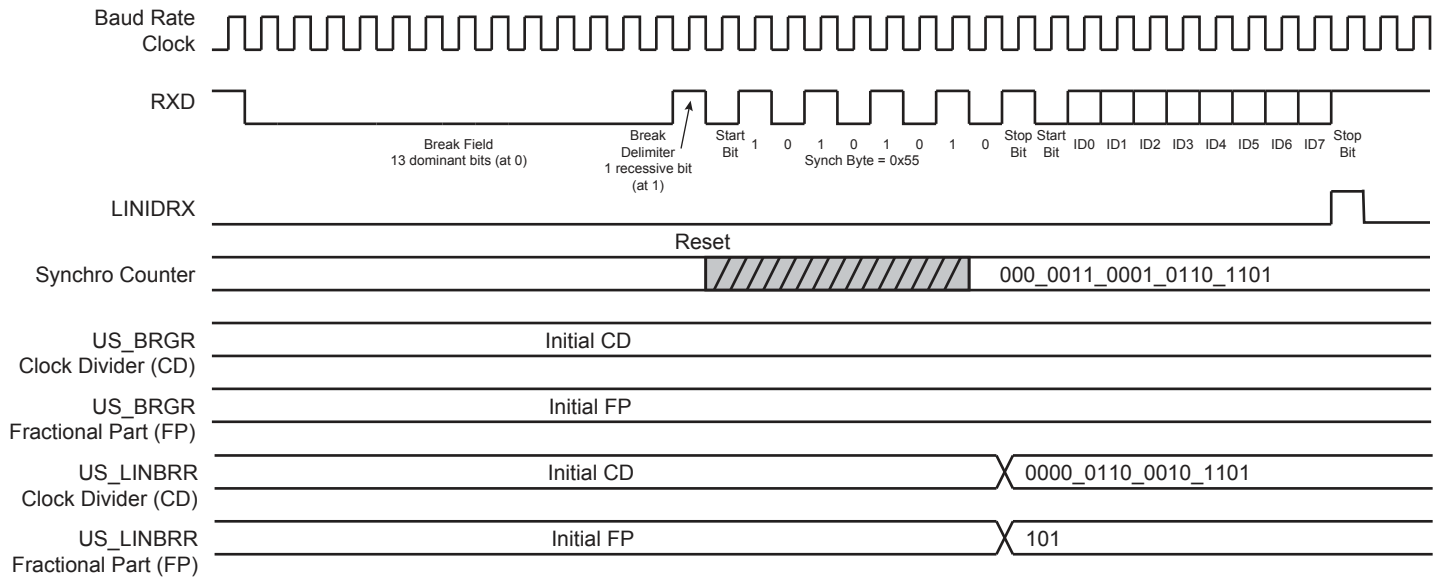 Baud Rate
Clock
RXD
Break Field
13 dominant bits (at 0)
Break
Delimiter
1 recessive bit
(at 1)
Start
Bit
1 0 1 0 1 0 1 0
Synch Byte = 0x55
Stop
Bit
Start
Bit
ID0 ID1 ID2 ID3 ID4 ID5 ID6 ID7
Stop
Bit
LINIDRX
Reset
Synchro Counter
000_0011_0001_0110_1101
US_BRGR
Clock Divider (CD)
Initial CD
US_BRGR
Fractional Part (FP)
Initial FP
US_LINBRR
Clock Divider (CD)
Initial CD
0000_0110_0010_1101
US_LINBRR
Fractional Part (FP)
Initial FP
101